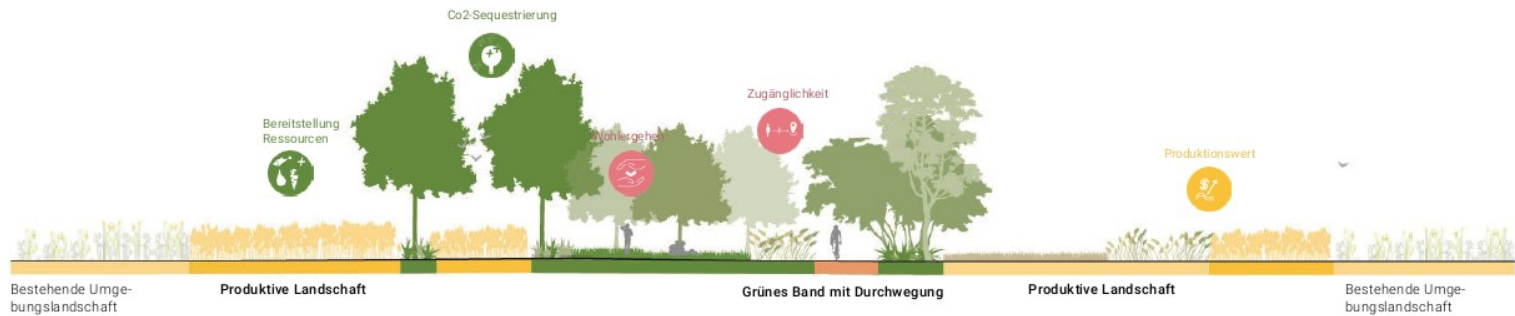 Co2-Sequestrierung
Bereitstellung
Ressourcen
Wohlergehen
Zugänglichkeit
Produktionswert
$
Bestehende Umge-
bungslandschaft
Produktive Landschaft
Grünes Band mit Durchwegung
Produktive Landschaft
Bestehende Umge-
bungslandschaft